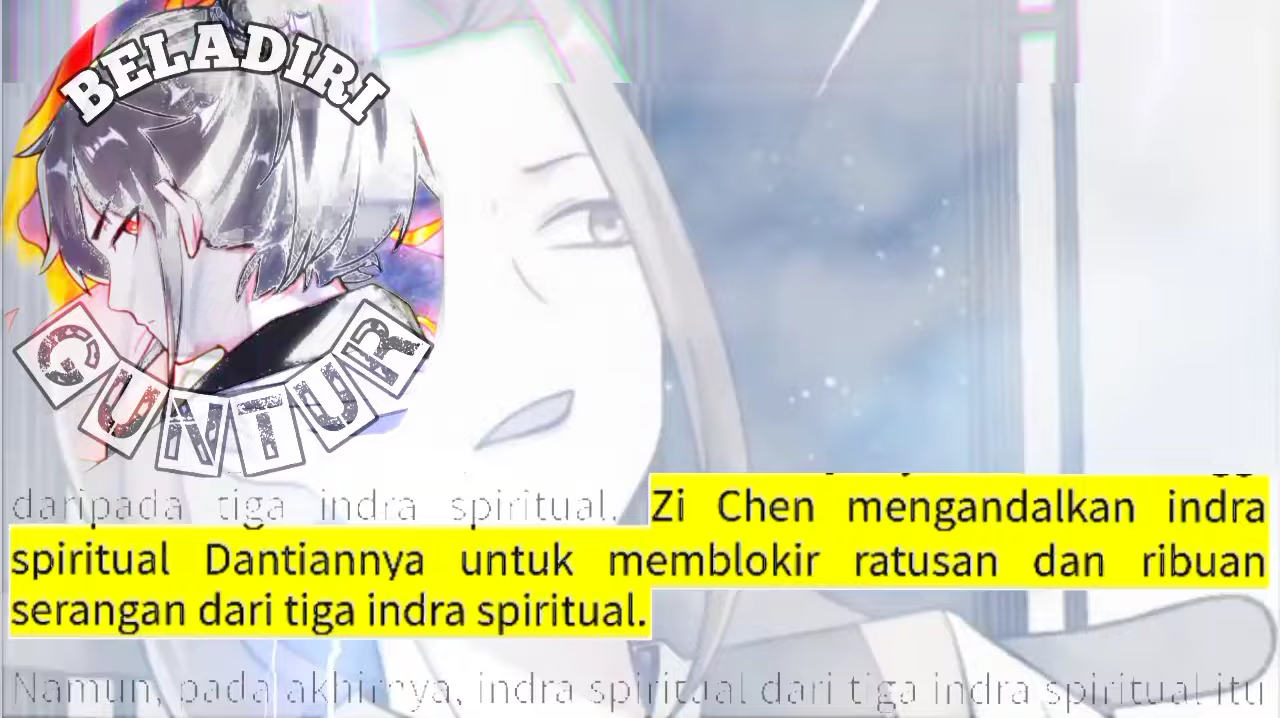 BELADIRI
GUNTUR
daripada tiga indra spiritual. Zi Chen mengandalkan indra
spiritual Dantiannya untuk memblokir ratusan dan ribuan
serangan dari tiga indra spiritual.
Namun, pada akhirnya, indra spiritual dari tiga indra spiritual itu